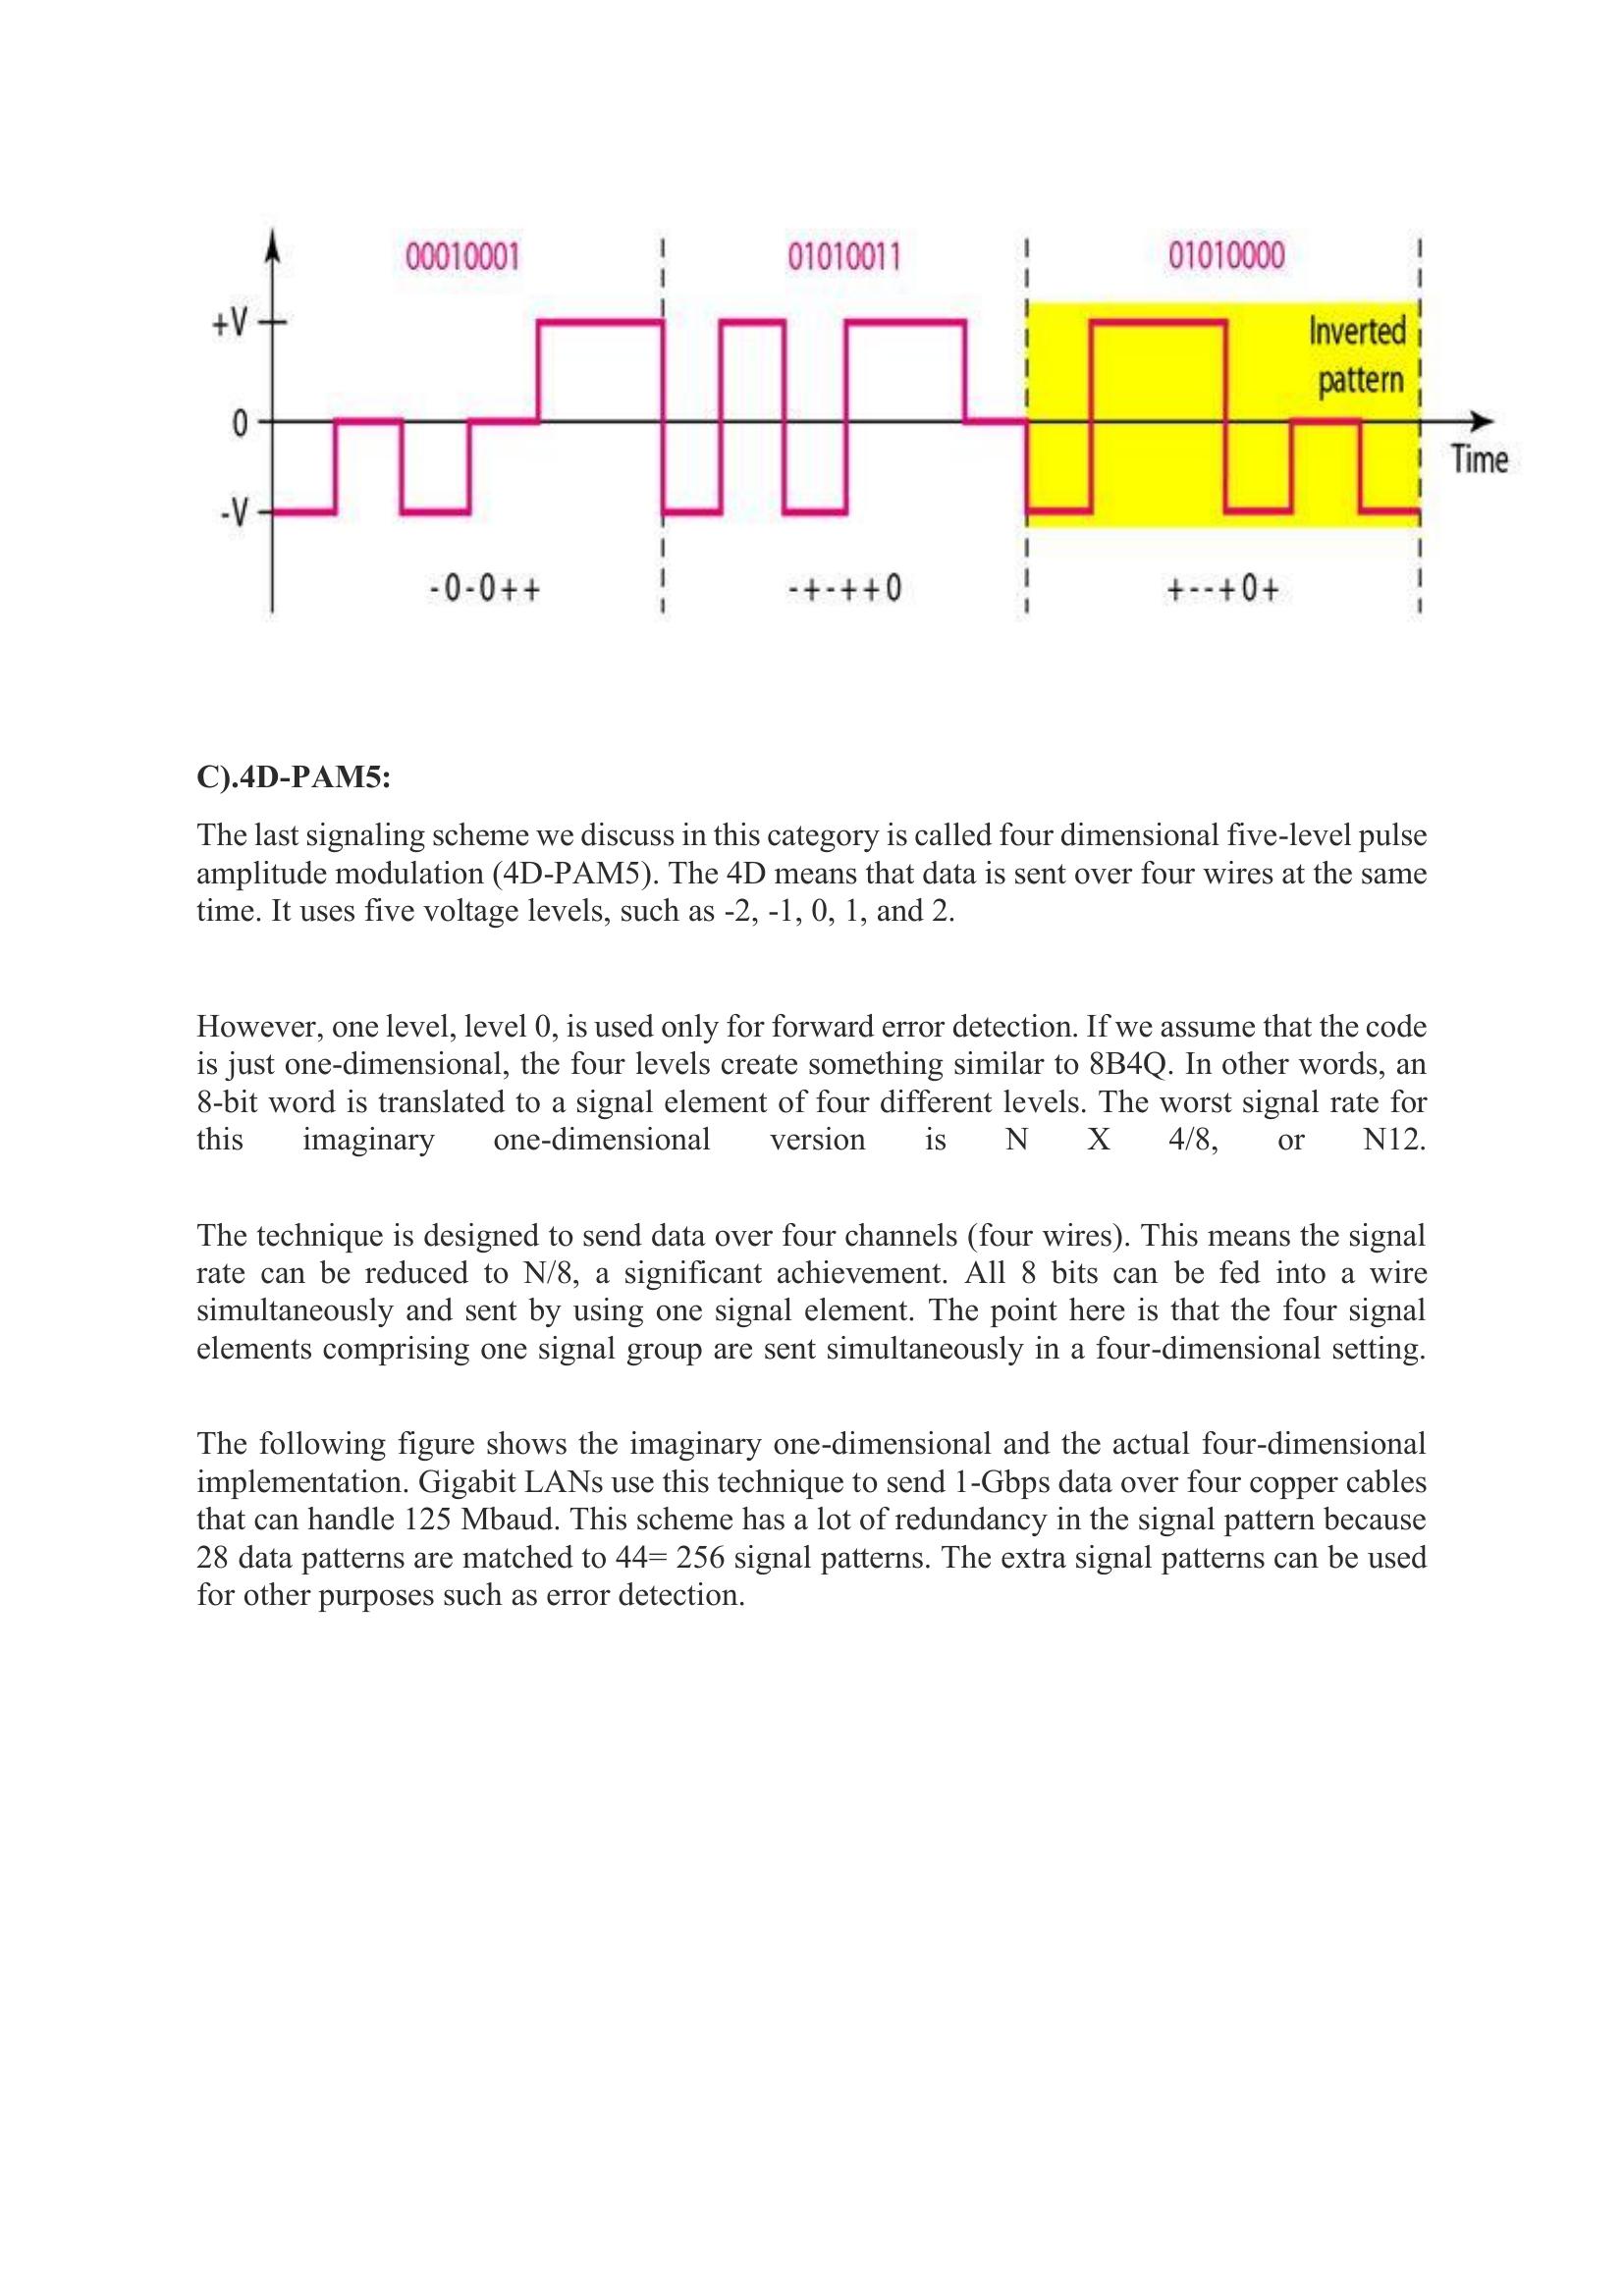 00010001 01010011 01010000
+V
Inverted
pattern
0
Time
-V
-0-0++ -+-++0 +--+0+
C).4D-PAM5:
The last signaling scheme we discuss in this category is called four dimensional five-level pulse
amplitude modulation (4D-PAM5). The 4D means that data is sent over four wires at the same
time. It uses five voltage levels, such as -2, -1, 0, 1, and 2.
However, one level, level 0, is used only for forward error detection. If we assume that the code
is just one-dimensional, the four levels create something similar to 8B4Q. In other words, an
8-bit word is translated to a signal element of four different levels. The worst signal rate for
this imaginary one-dimensional version is N X 4/8, or N12.
The technique is designed to send data over four channels (four wires). This means the signal
rate can be reduced to N/8, a significant achievement. All 8 bits can be fed into a wire
simultaneously and sent by using one signal element. The point here is that the four signal
elements comprising one signal group are sent simultaneously in a four-dimensional setting.
The following figure shows the imaginary one-dimensional and the actual four-dimensional
implementation. Gigabit LANs use this technique to send 1-Gbps data over four copper cables
that can handle 125 Mbaud. This scheme has a lot of redundancy in the signal pattern because
28 data patterns are matched to 44= 256 signal patterns. The extra signal patterns can be used
for other purposes such as error detection.